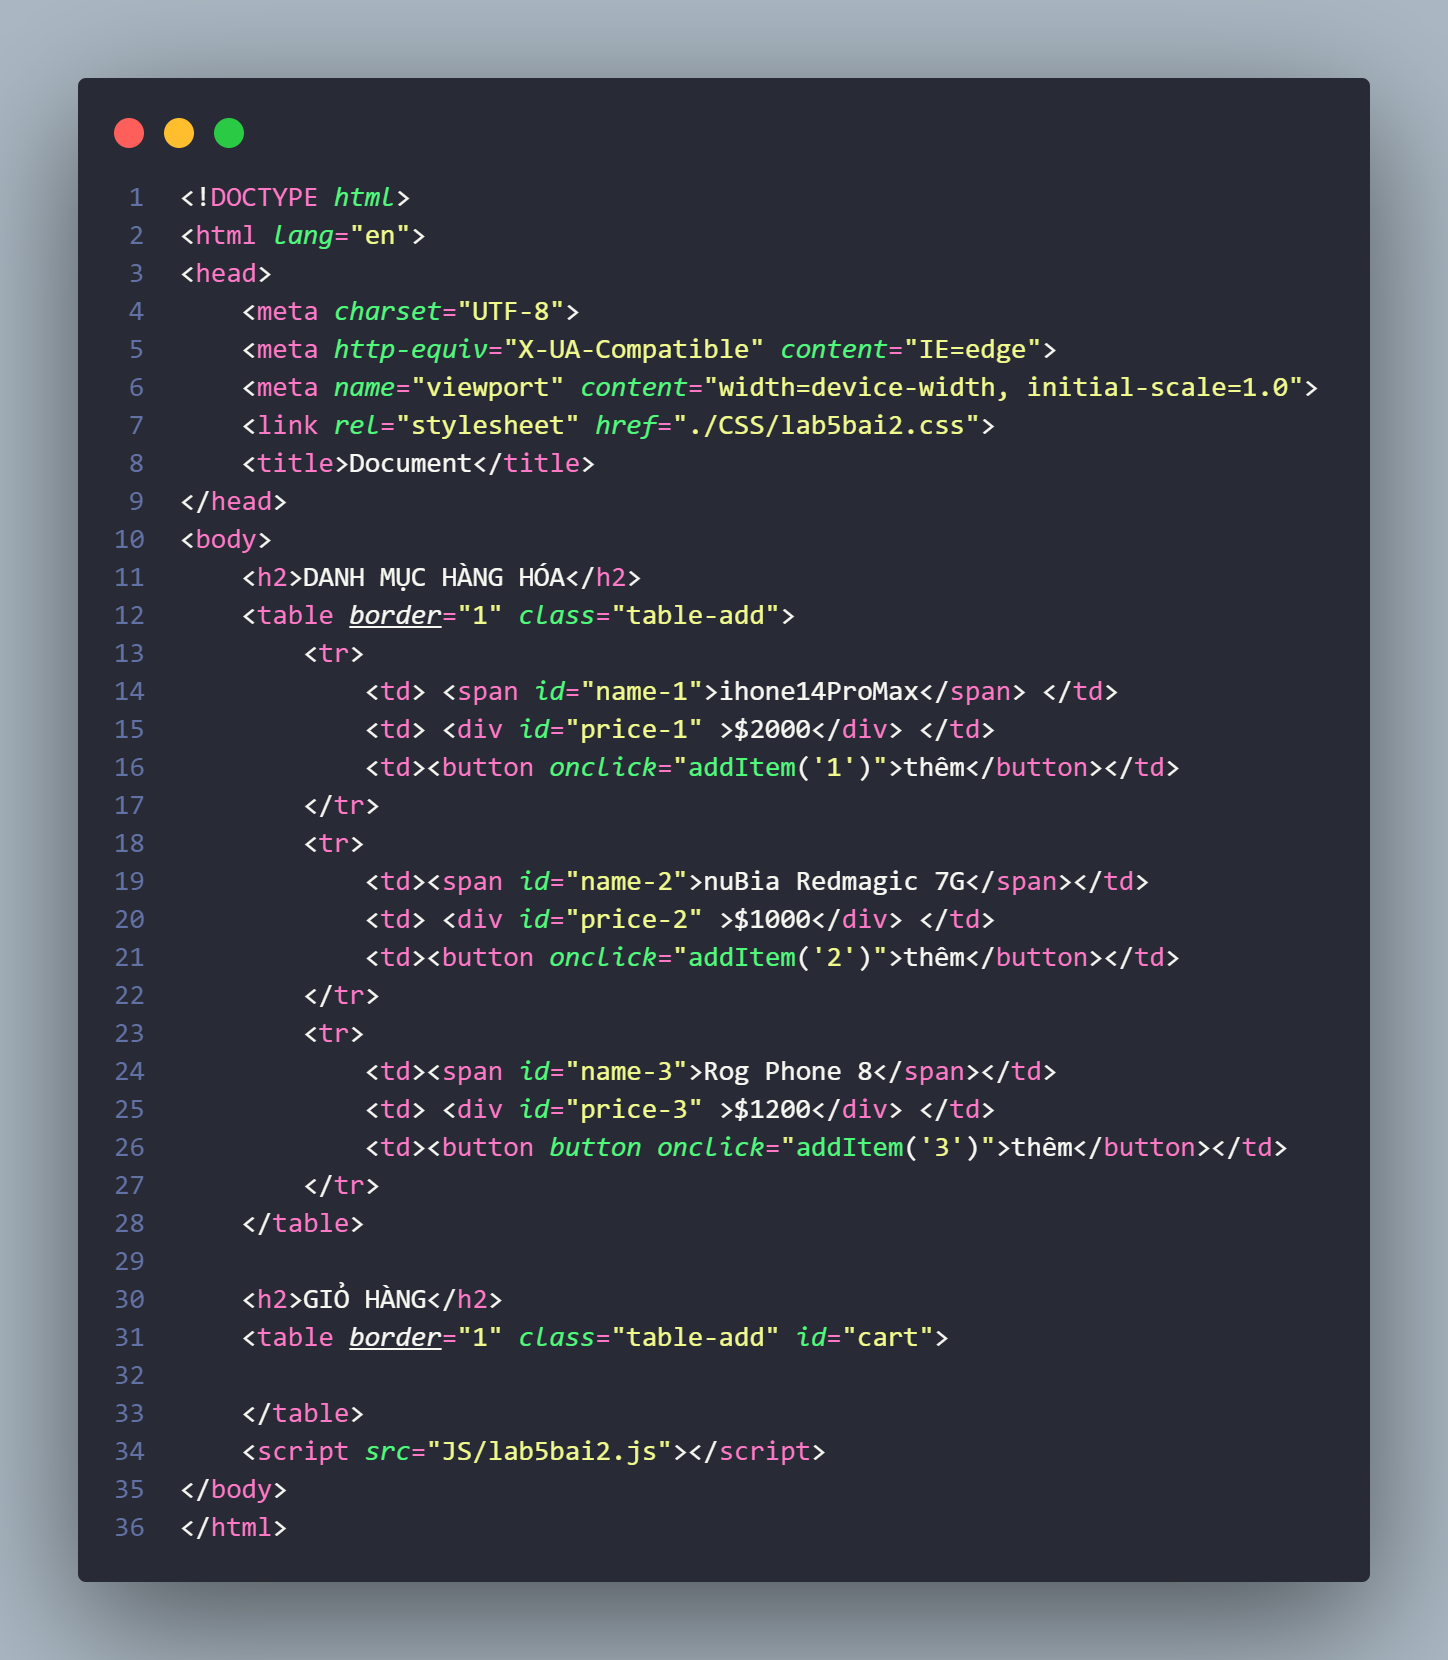 1 <!DOCTYPE html>
2 <html lang="en">
3 <head>
4     <meta charset="UTF-8">
5     <meta http-equiv="X-UA-Compatible" content="IE=edge">
6     <meta name="viewport" content="width=device-width, initial-scale=1.0">
7     <link rel="stylesheet" href="./CSS/lab5bai2.css">
8     <title>Document</title>
9 </head>
10 <body>
11     <h2>DANH MỤC HÀNG HÓA</h2>
12     <table border="1" class="table-add">
13         <tr>
14             <td> <span id="name-1">ihone14ProMax</span> </td>
15             <td> <div id="price-1" >$2000</div> </td>
16             <td><button onclick="addItem('1')">thêm</button></td>
17         </tr>
18         <tr>
19             <td><span id="name-2">nuBia Redmagic 7G</span></td>
20             <td> <div id="price-2" >$1000</div> </td>
21             <td><button onclick="addItem('2')">thêm</button></td>
22         </tr>
23         <tr>
24             <td><span id="name-3">Rog Phone 8</span></td>
25             <td> <div id="price-3" >$1200</div> </td>
26             <td><button button onclick="addItem('3')">thêm</button></td>
27         </tr>
28     </table>
29
30     <h2>GIỎ HÀNG</h2>
31     <table border="1" class="table-add" id="cart">
32
33     </table>
34     <script src="JS/lab5bai2.js"></script>
35 </body>
36 </html>